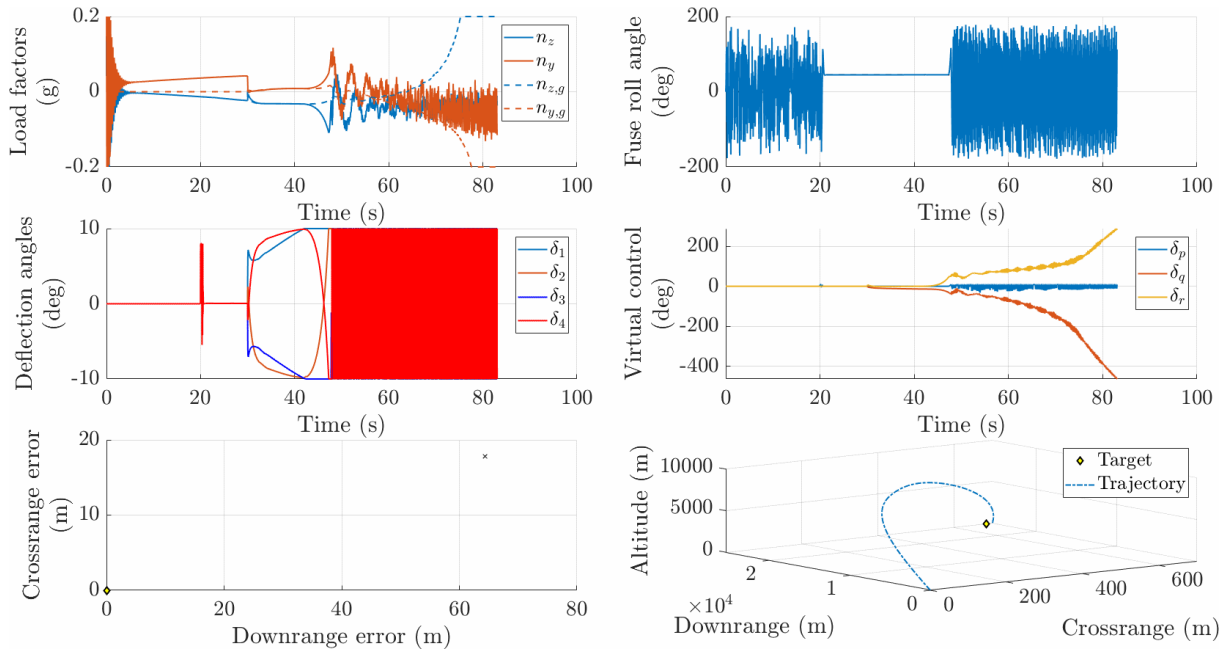 0.2
0
-0.2
0 20 40 60 80 100
Load factors
(g)
Time (s)
n_z
n_y
n_{z,g}
n_{y,g}
200
0
-200
0 20 40 60 80 100
Fuse roll angle
(deg)
Time (s)
10
0
-10
0 20 40 60 80 100
Deflection angles
(deg)
Time (s)
δ_1
δ_2
δ_3
δ_4
200
0
-200
-400
0 20 40 60 80 100
Virtual control
(deg)
Time (s)
δ_p
δ_q
δ_r
20
10
0
0 20 40 60 80
Crossrange error
(m)
Downrange error (m)
10000
5000
0
Altitude (m)
2 1 0
×10^4
Downrange (m)
0 200 400 600
Crossrange (m)
Target
Trajectory